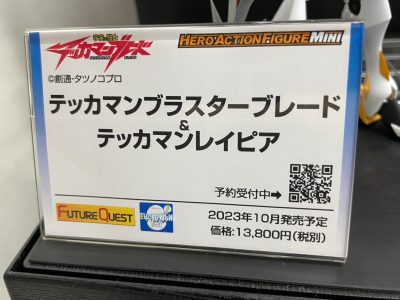 宇宙の騎士
テッカマンブレード
HERO ACTION FIGURE MINI
©創通・タツノコプロ
テッカマンブラスターブレード
&
テッカマンレイピア
予約受付中➡
FUTURE QUEST
EVOLUTION
2023年10月発売予定
価格:13,800円(税別)